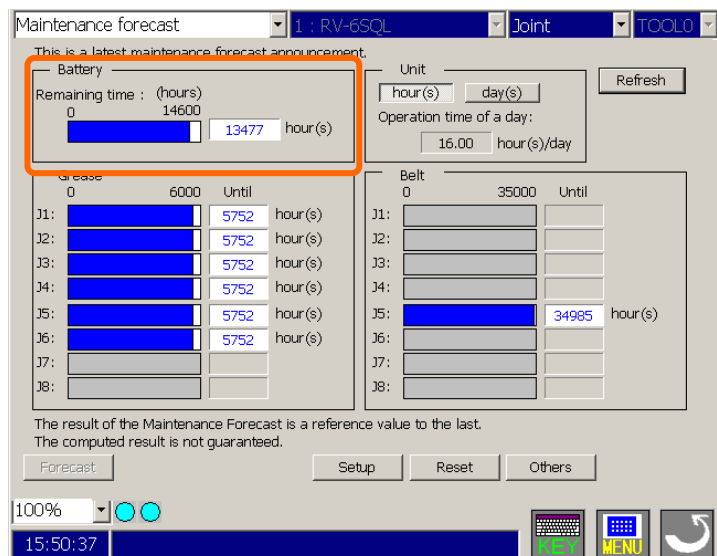 Maintenance forecast 1 : RV-6SQL Joint TOOL0
This is a latest maintenance forecast announcement.
Battery
Remaining time : (hours)
0 14600
13477 hour(s)
Unit
hour(s) day(s)
Operation time of a day:
16.00 hour(s)/day
Refresh
Grease
0 6000 Until
J1: 5752 hour(s)
J2: 5752 hour(s)
J3: 5752 hour(s)
J4: 5752 hour(s)
J5: 5752 hour(s)
J6: 5752 hour(s)
J7:
J8:
Belt
0 35000 Until
J1:
J2:
J3:
J4:
J5: 34985 hour(s)
J6:
J7:
J8:
The result of the Maintenance Forecast is a reference value to the last.
The computed result is not guaranteed.
Forecast Setup Reset Others
100%
15:50:37 KEY MENU